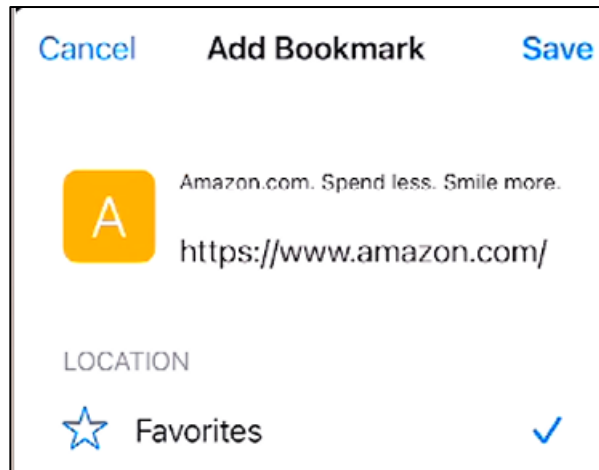 Cancel Add Bookmark Save
A
Amazon.com. Spend less. Smile more.
https://www.amazon.com/
LOCATION
Favorites